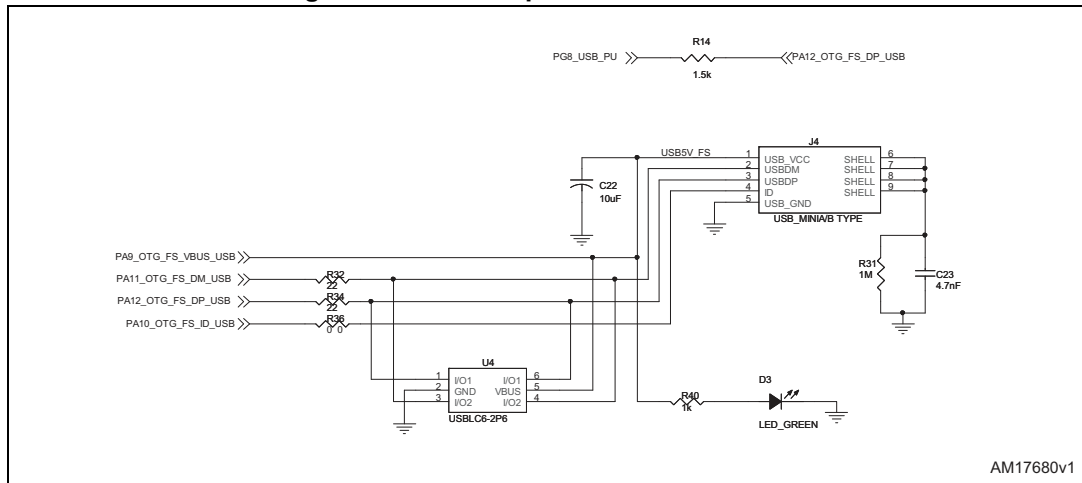 R14
PG8_USB_PU
PA12_OTG_FS_DP_USB
1.5k
J4
USB5V_FS
1 USB_VCC SHELL 6
2 USBDM SHELL 7
3 USBDP SHELL 8
4 ID SHELL 9
5 USB_GND
USB_MINIA/B TYPE
C22
10uF
PA9_OTG_FS_VBUS_USB
PA11_OTG_FS_DM_USB
R32
22
PA12_OTG_FS_DP_USB
R34
22
PA10_OTG_FS_ID_USB
R36
0 0
R31
1M
C23
4.7nF
U4
1 I/O1 I/O1 6
2 GND VBUS 5
3 I/O2 I/O2 4
USBLC6-2P6
R40
1k
D3
LED_GREEN
AM17680v1